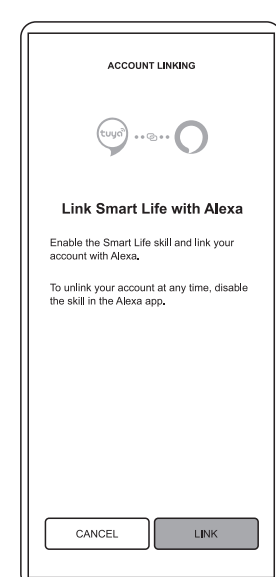 ACCOUNT LINKING
tuya
Link Smart Life with Alexa
Enable the Smart Life skill and link your
account with Alexa.
To unlink your account at any time, disable
the skill in the Alexa app.
CANCEL
LINK